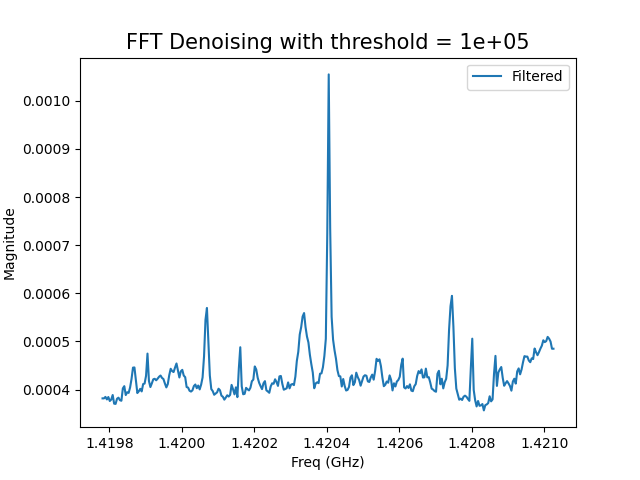 FFT Denoising with threshold = 1e+05
Filtered
0.0010
0.0009
0.0008
0.0007
0.0006
0.0005
0.0004
Magnitude
1.4198 1.4200 1.4202 1.4204 1.4206 1.4208 1.4210
Freq (GHz)